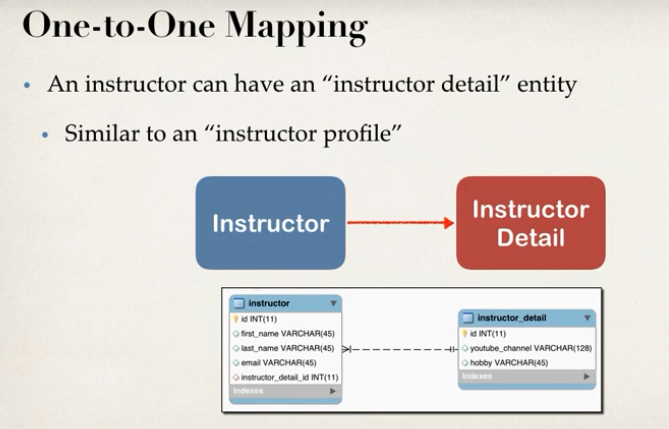 One-to-One Mapping
• An instructor can have an “instructor detail” entity
• Similar to an “instructor profile”
Instructor
Instructor
Detail
instructor
id INT(11)
first_name VARCHAR(45)
last_name VARCHAR(45)
email VARCHAR(45)
instructor_detail_id INT(11)
Indexes
instructor_detail
id INT(11)
youtube_channel VARCHAR(128)
hobby VARCHAR(45)
Indexes